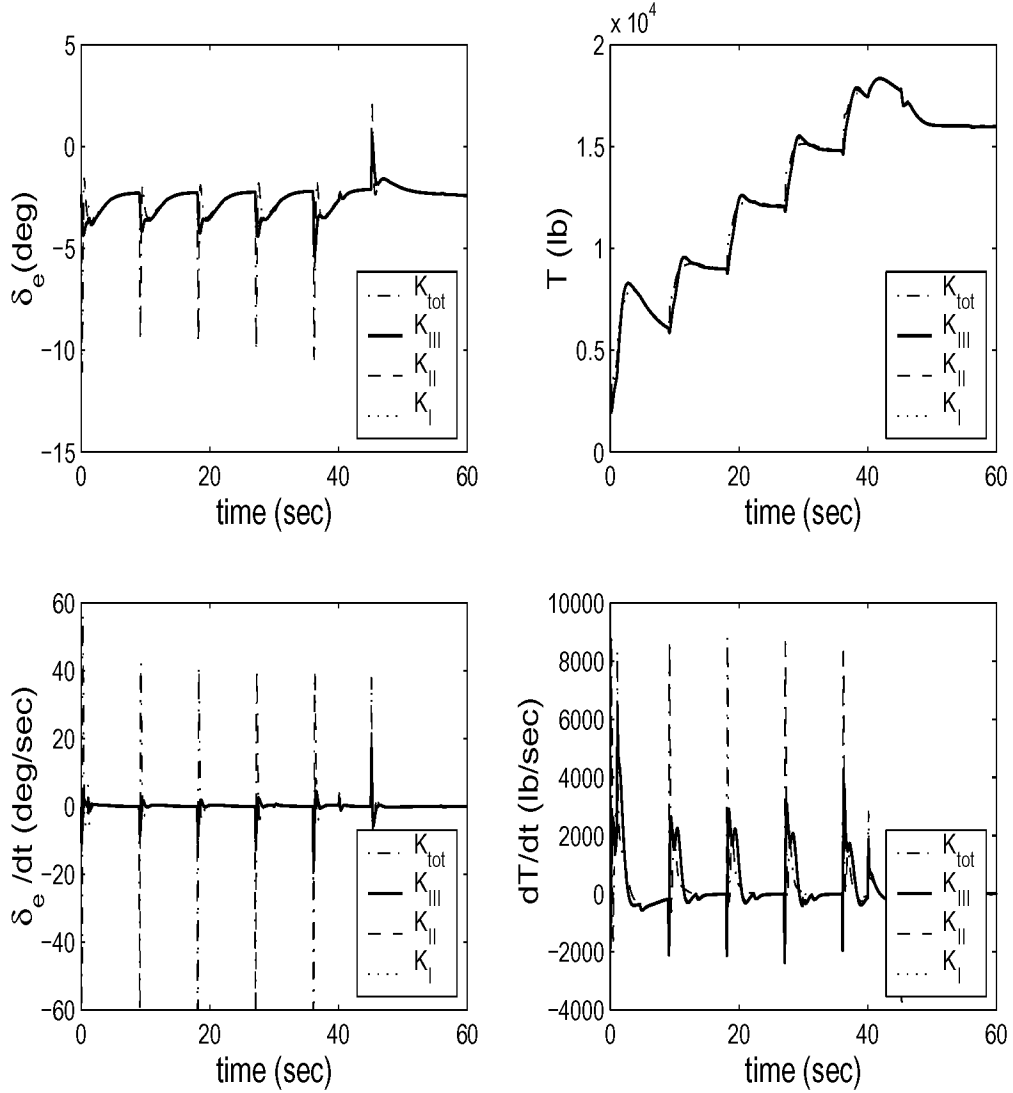 5
0
−5
−10
−15
0 20 40 60
time (sec)
δe(deg)
Ktot
KIII
KII
KI
x 10^4
2
1.5
1
0.5
0
0 20 40 60
time (sec)
T (lb)
Ktot
KIII
KII
KI
60
40
20
0
−20
−40
−60
0 20 40 60
time (sec)
δe /dt (deg/sec)
Ktot
KIII
KII
KI
10000
8000
6000
4000
2000
0
−2000
−4000
0 20 40 60
time (sec)
dT/dt (lb/sec)
Ktot
KIII
KII
KI